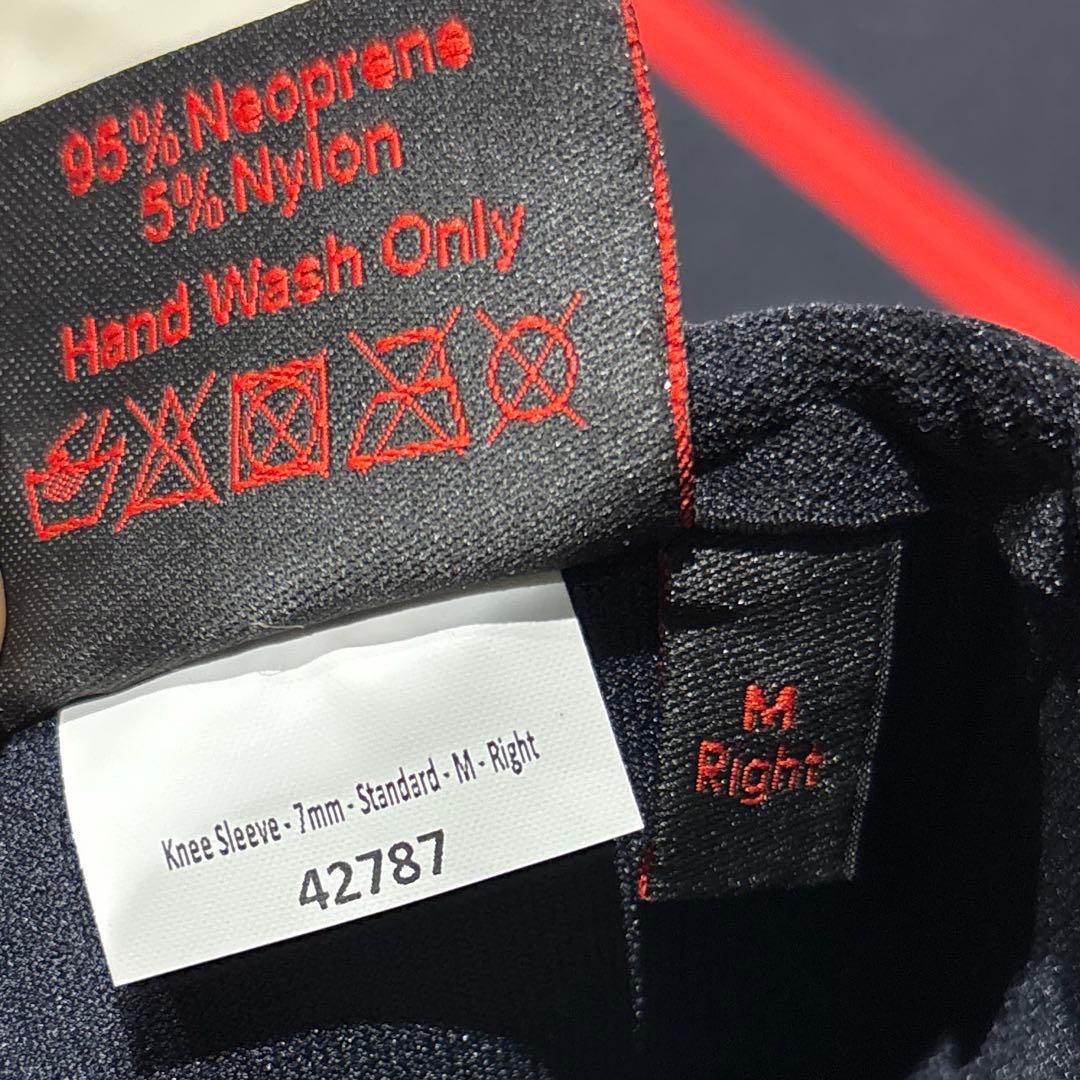 95% Neoprene
5% Nylon
Hand Wash Only
Knee Sleeve - 7mm - Standard - M - Right
42787
M
Right